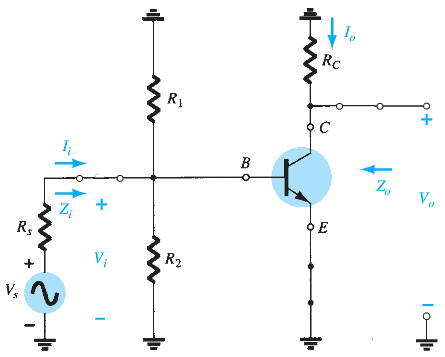 I_o
R_C
R_1
C
I_i
B
Z_i
+
+
Z_o
V_o
R_s
E
V_i
R_2
+
V_s
–
–
–